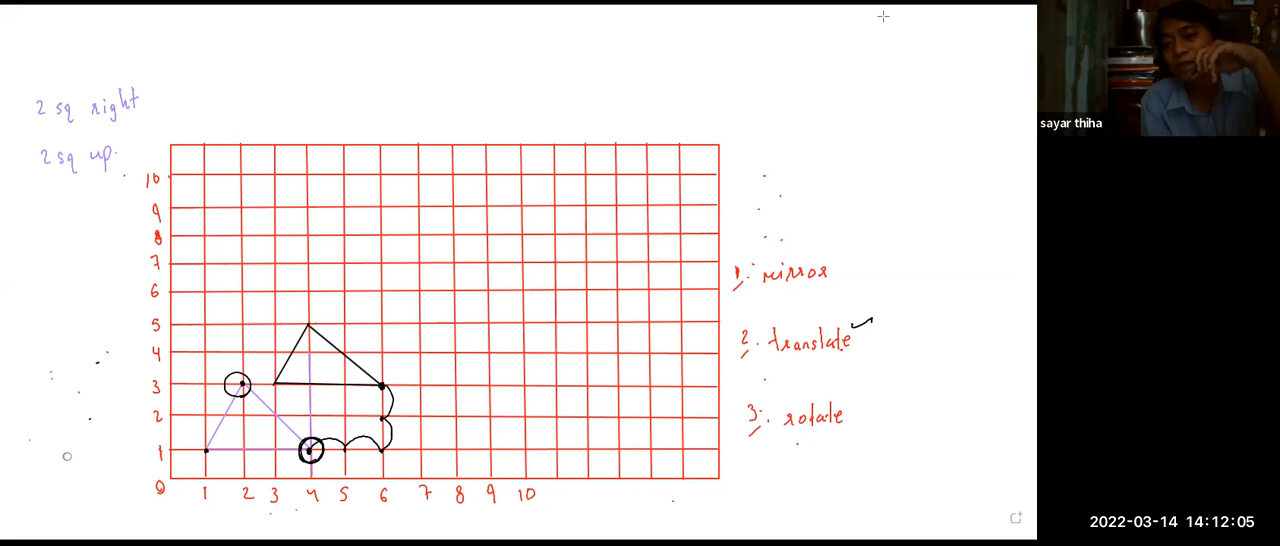 2 sq right
2 sq up.
10
9
8
7
6
5
4
3
2
1
0
1 2 3 4 5 6 7 8 9 10
1. mirror
2. translate
3. rotate
sayar thiha
2022-03-14 14:12:05